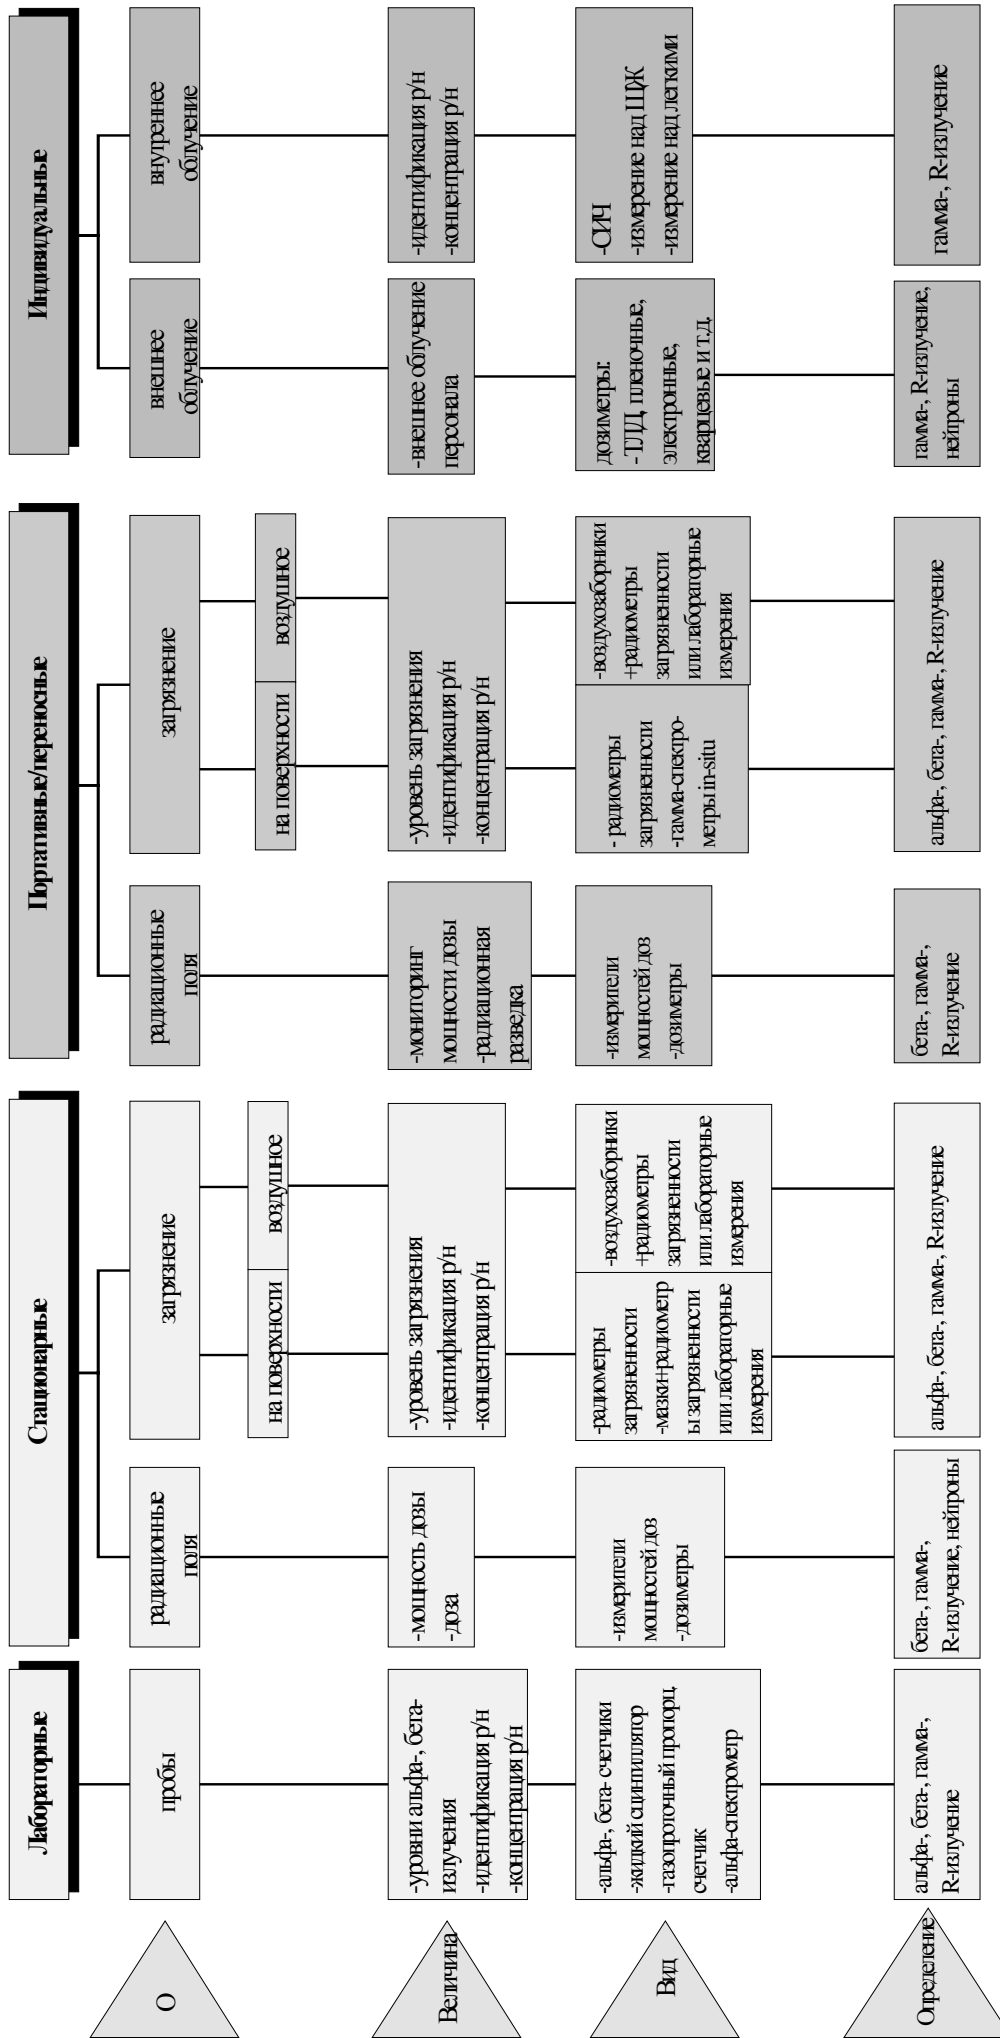 Лабораторные
Стационарные
Портативные/переносные
Индивидуальные
О
пробы
радиационные
поля
загрязнение
радиационные
поля
загрязнение
внешнее
облучение
внутреннее
облучение
на поверхности
воздушное
на поверхности
воздушное
Величина
-уровни альфа-, бета-
излучения
-идентификация р/н
-концентрация р/н
-мощность дозы
-доза
-уровень загрязнения
-идентификация р/н
-концентрация р/н
-мониторинг
мощности дозы
-радиационная
разведка
-уровень загрязнения
-идентификация р/н
-концентрация р/н
-внешнее облучение
персонала
-идентификация р/н
-концентрация р/н
Вид
-альфа-, бета- счетчики
-жидкий сцинтиллятор
-газопроточный пропорц.
счетчик
-альфа-спектрометр
-измерители
мощностей доз
-дозиметры
-радиометры
загрязненности
-мазки+радиометр
ы загрязненности
или лабораторные
измерения
-воздухозаборники
+радиометры
загрязненности
или лабораторные
измерения
-измерители
мощностей доз
-дозиметры
- радиометры
загрязненности
-гамма-спектро-
метры in-situ
-воздухозаборники
+радиометры
загрязненности
или лабораторные
измерения
дозиметры:
- ТЛД, пленочные,
электронные,
кварцевые и т.д.
-СИЧ
-измерение над ЩЖ
-измерение над легкими
Определение
альфа-, бета-, гамма-,
R-излучение
бета-, гамма-,
R-излучение, нейтроны
альфа-, бета-, гамма-, R-излучение
бета-, гамма-,
R-излучение
альфа-, бета-, гамма-, R-излучение
гамма-, R-излучение,
нейтроны
гамма-, R-излучение